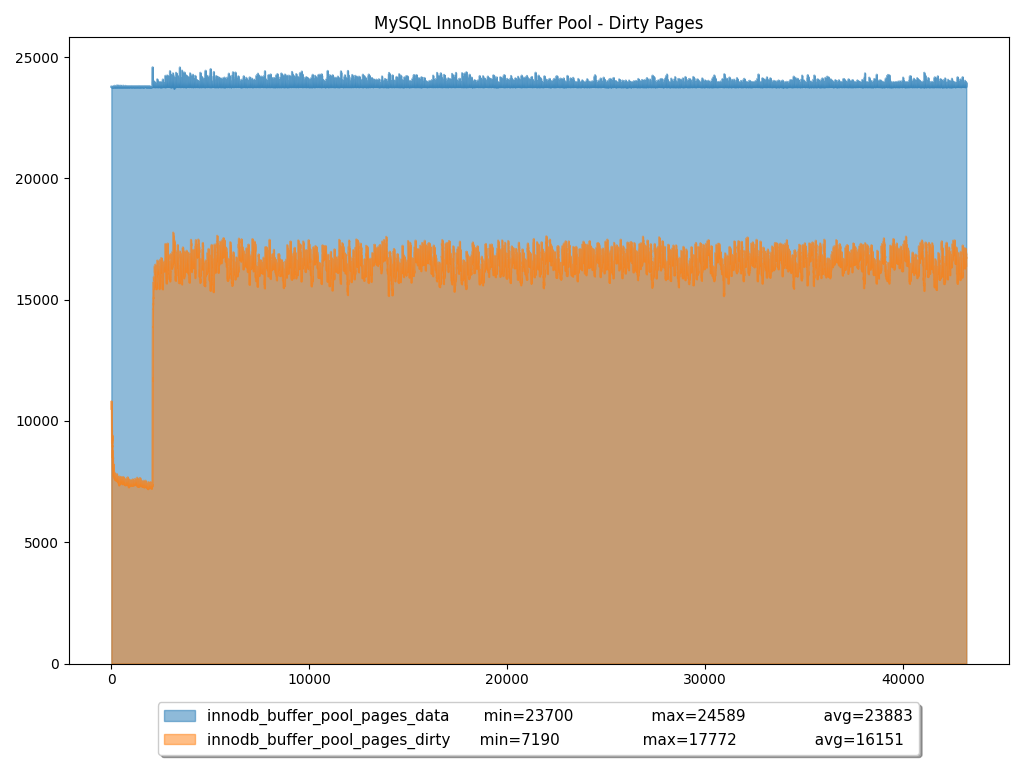 MySQL InnoDB Buffer Pool - Dirty Pages
25000
20000
15000
10000
5000
0
0 10000 20000 30000 40000
innodb_buffer_pool_pages_data min=23700 max=24589 avg=23883
innodb_buffer_pool_pages_dirty min=7190 max=17772 avg=16151